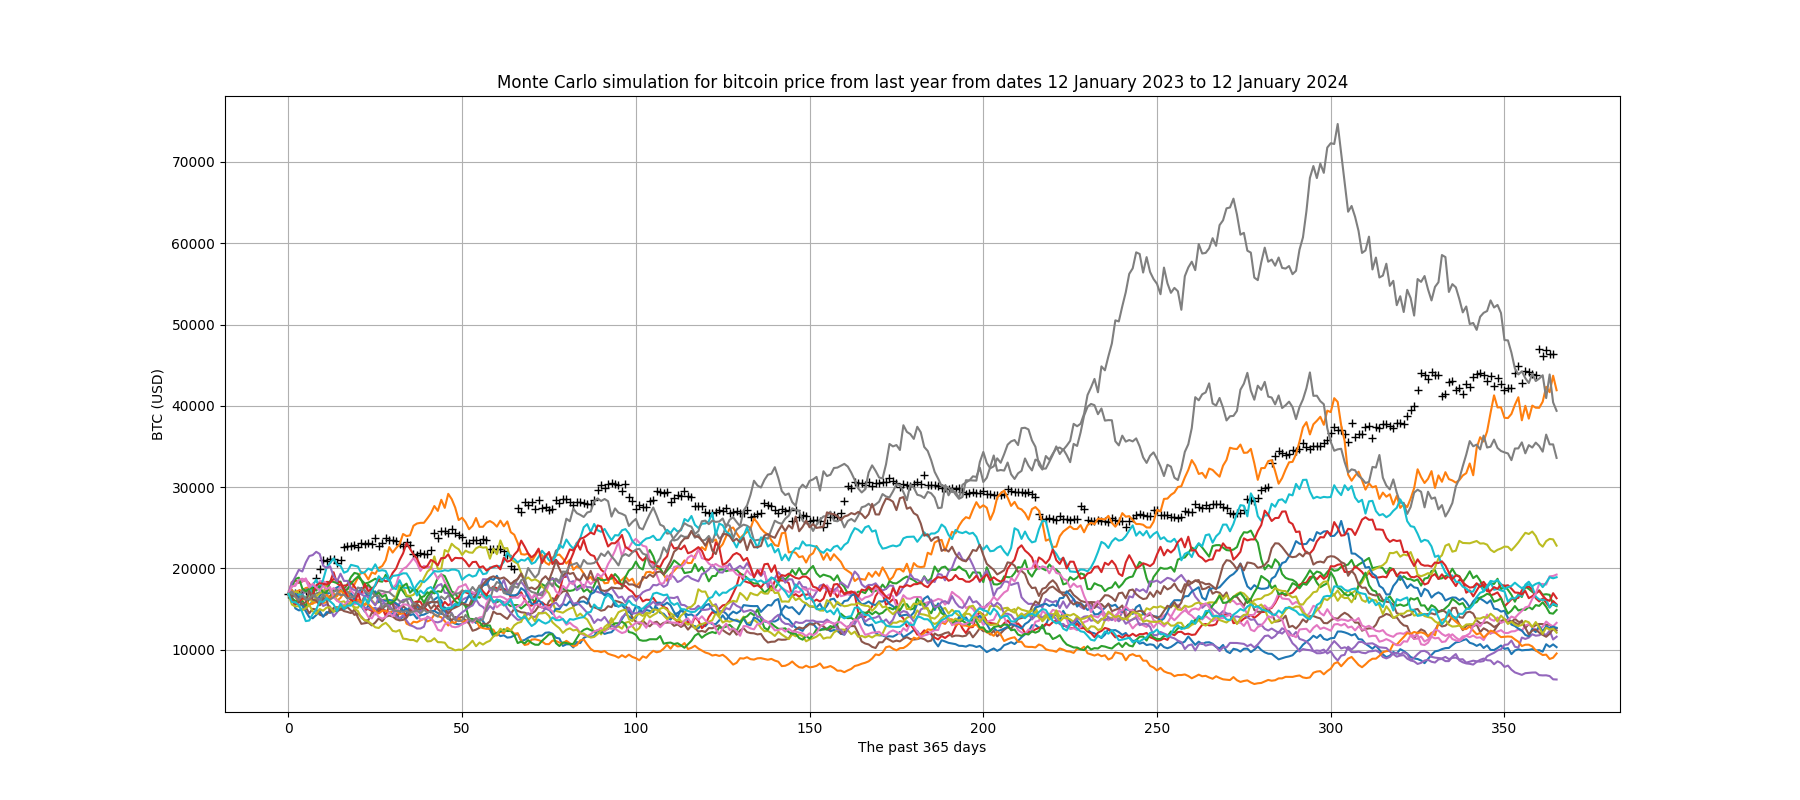 Monte Carlo simulation for bitcoin price from last year from dates 12 January 2023 to 12 January 2024
70000
60000
50000
40000
30000
20000
10000
BTC (USD)
0 50 100 150 200 250 300 350
The past 365 days